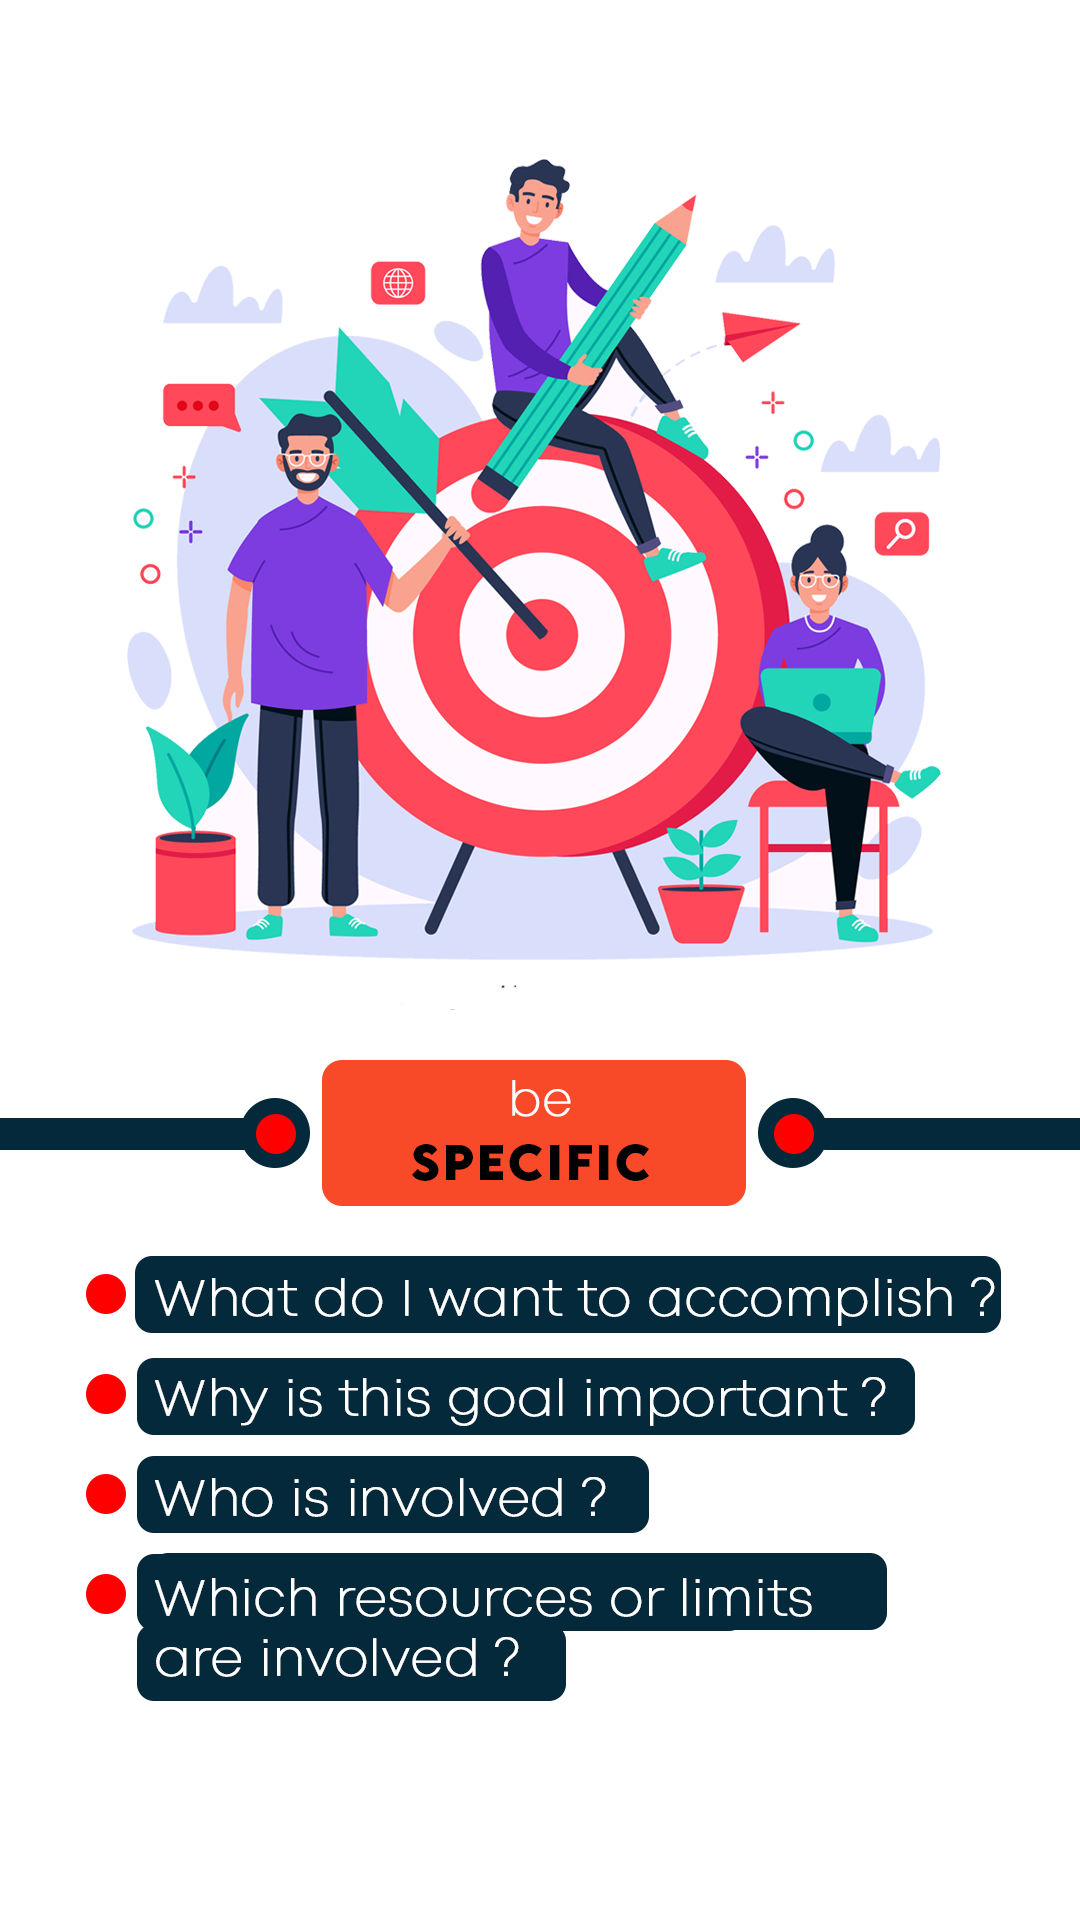 be
SPECIFIC
What do I want to accomplish ?
Why is this goal important ?
Who is involved ?
Which resources or limits
are involved ?